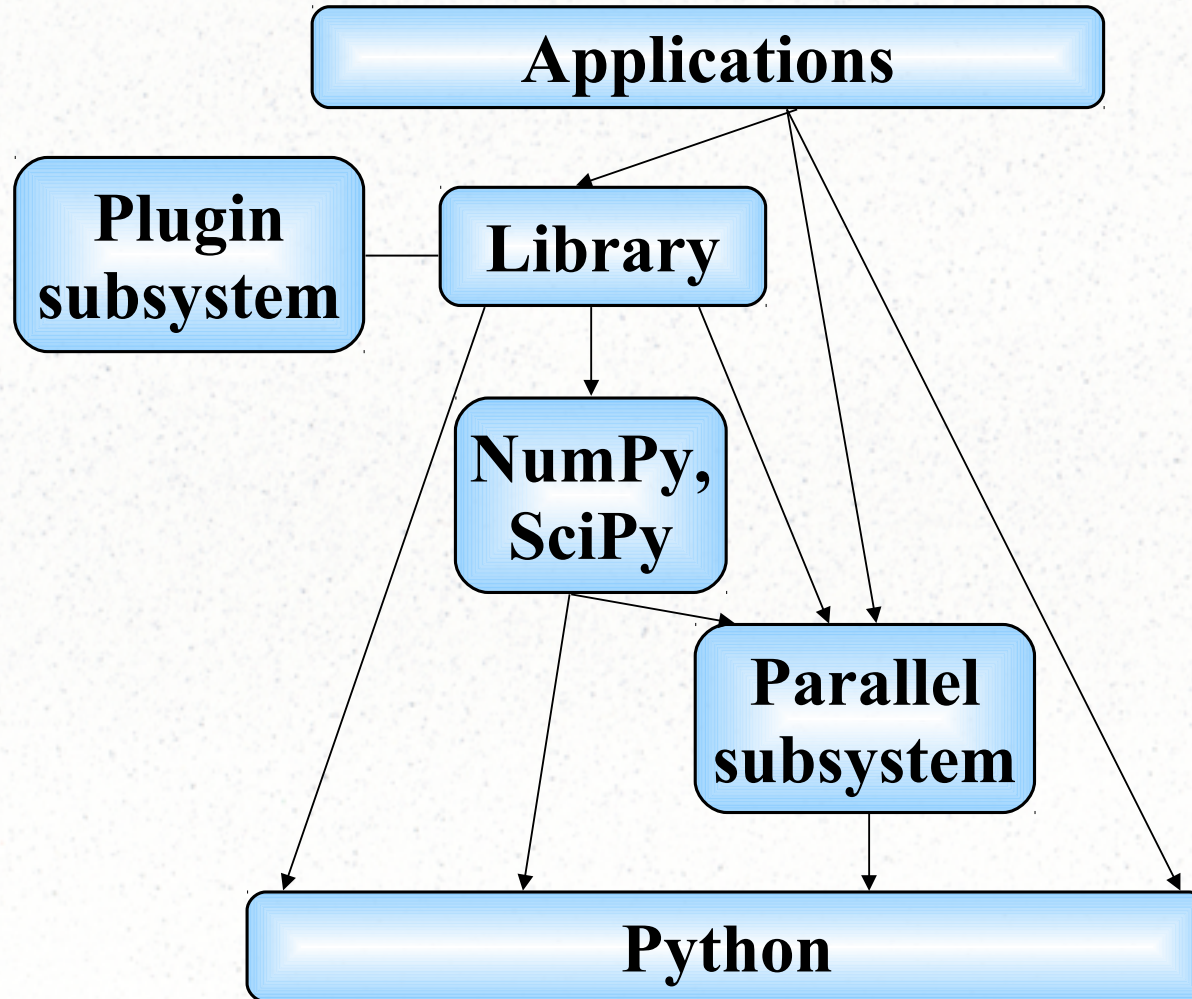 Applications
Plugin
subsystem
Library
NumPy,
SciPy
Parallel
subsystem
Python